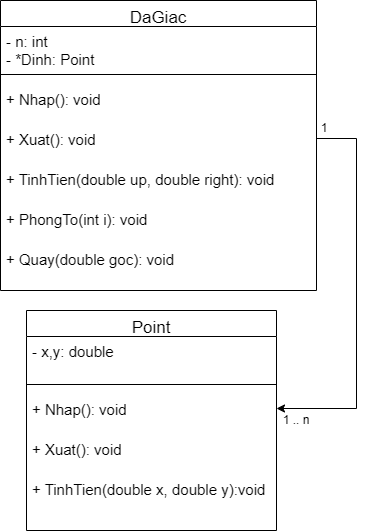 DaGiac
- n: int
- *Dinh: Point
+ Nhap(): void
+ Xuat(): void
+ TinhTien(double up, double right): void
+ PhongTo(int i): void
+ Quay(double goc): void
1
Point
- x,y: double
+ Nhap(): void
+ Xuat(): void
+ TinhTien(double x, double y):void
1 .. n